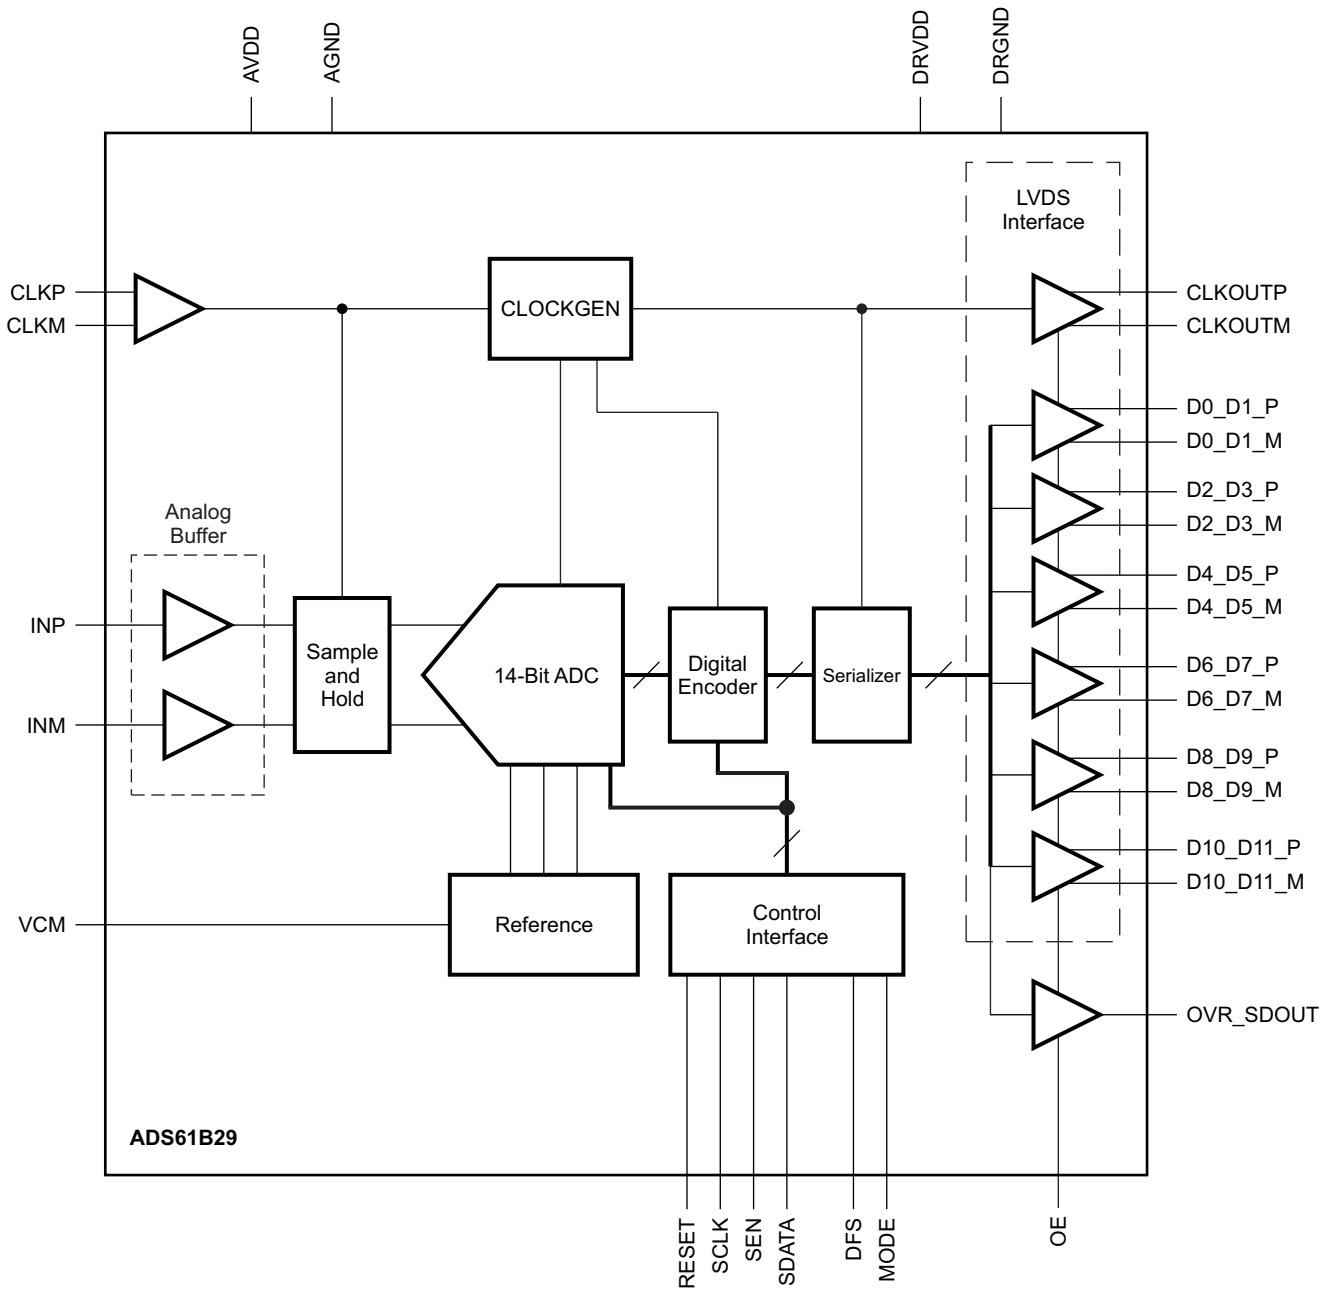 AVDD
AGND
DRVDD
DRGND
LVDS
Interface
CLKP
CLKM
CLOCKGEN
CLKOUTP
CLKOUTM
D0_D1_P
D0_D1_M
D2_D3_P
D2_D3_M
D4_D5_P
D4_D5_M
D6_D7_P
D6_D7_M
D8_D9_P
D8_D9_M
D10_D11_P
D10_D11_M
OVR_SDOUT
Analog
Buffer
INP
INM
Sample
and
Hold
14-Bit ADC
Digital
Encoder
Serializer
VCM
Reference
Control
Interface
ADS61B29
RESET
SCLK
SEN
SDATA
DFS
MODE
OE